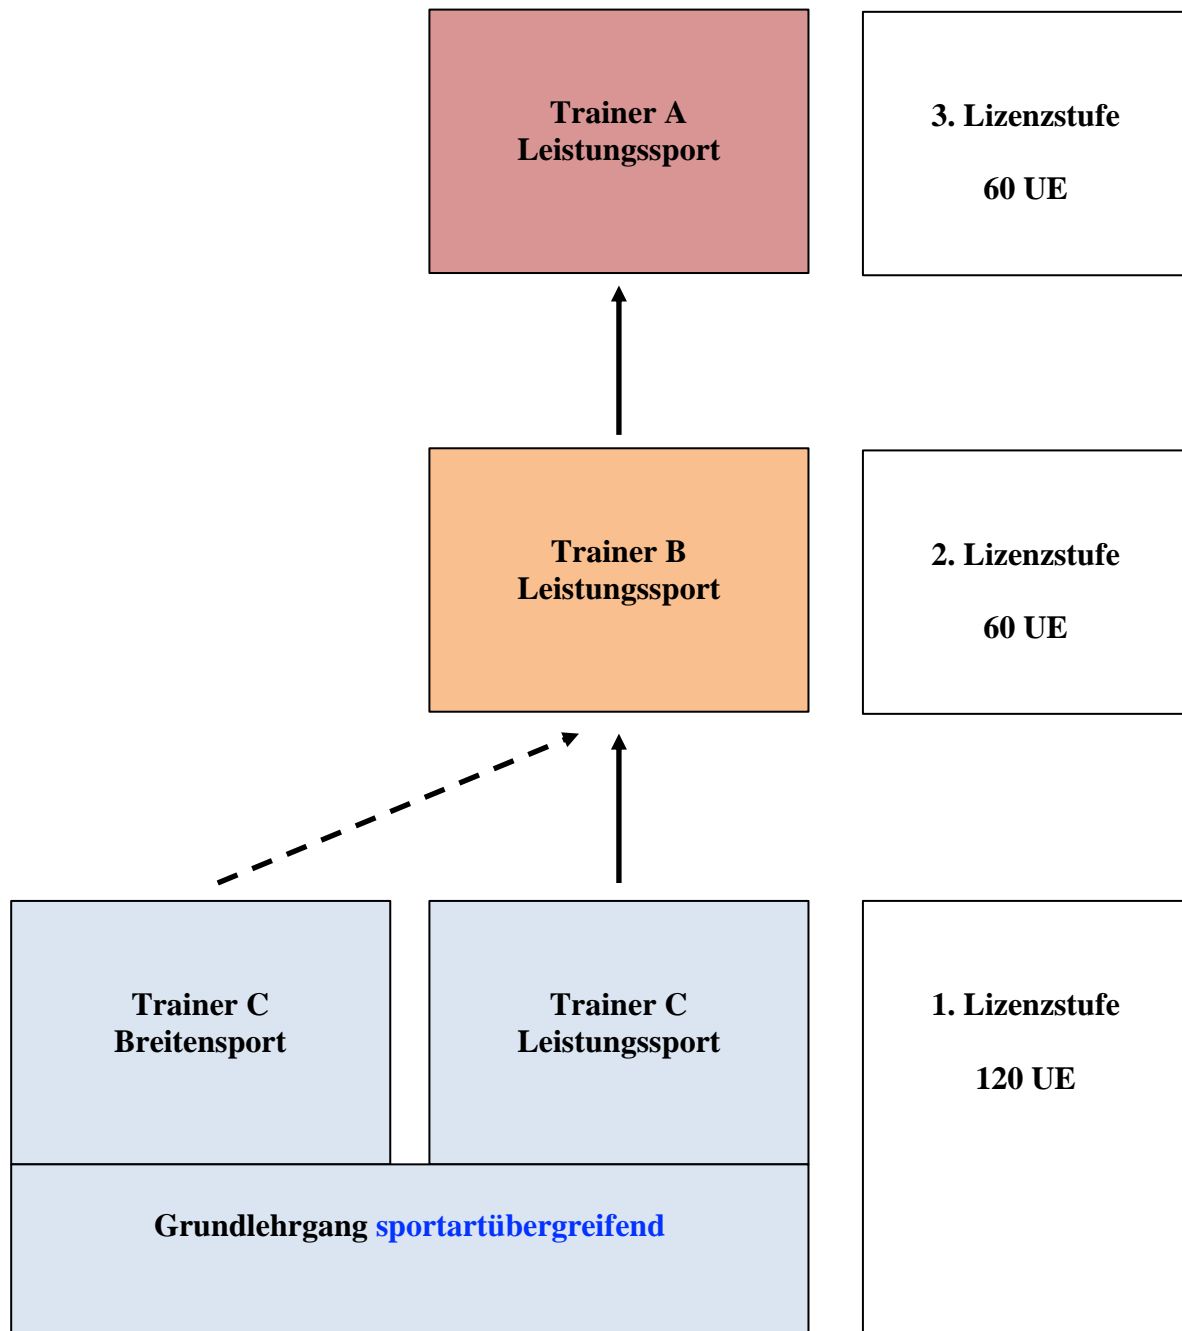 Trainer A
Leistungssport
3. Lizenzstufe
60 UE
Trainer B
Leistungssport
2. Lizenzstufe
60 UE
Trainer C
Breitensport
Trainer C
Leistungssport
1. Lizenzstufe
120 UE
Grundlehrgang sportartübergreifend